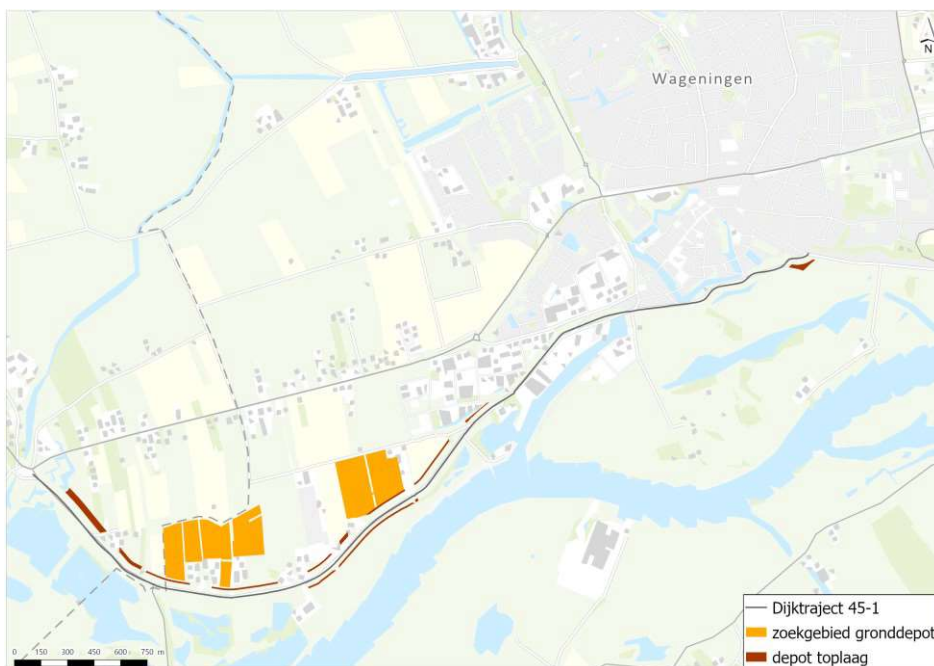 Wageningen
N
Dijktraject 45-1
zoekgebied gronddepot
depot toplaag
0 150 300 450 600 750 m